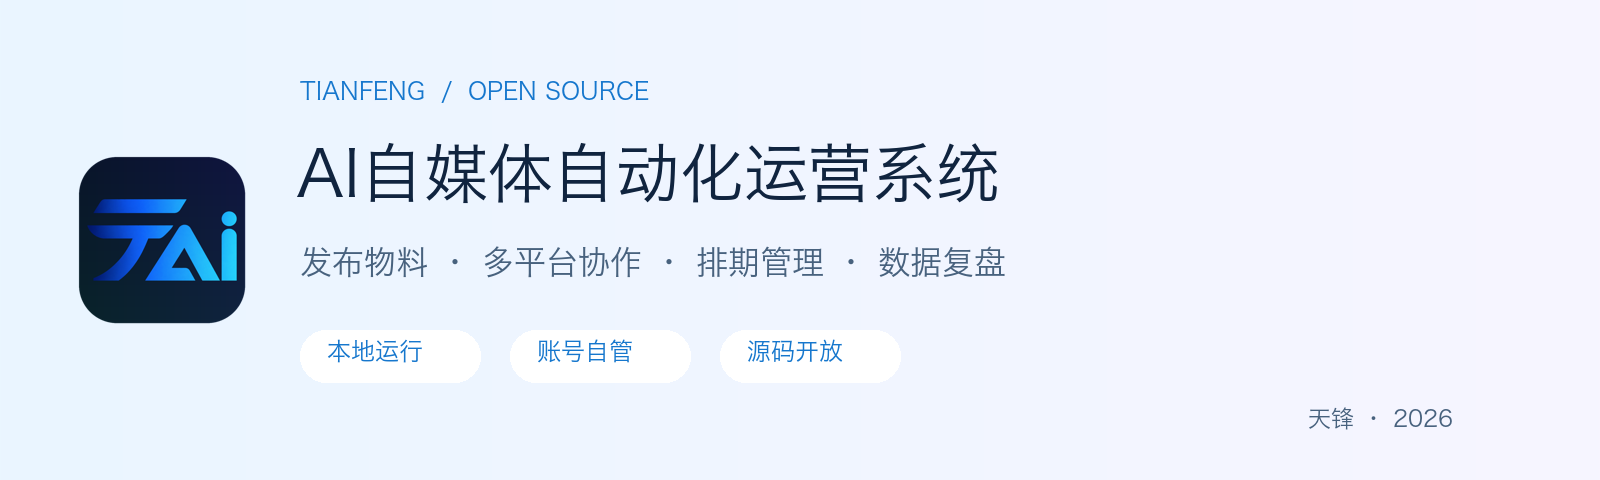 TIANFENG / OPEN SOURCE
AI自媒体自动化运营系统
TAi
发布物料 · 多平台协作 · 排期管理 · 数据复盘
本地运行 账号自管 源码开放
天锋 · 2026